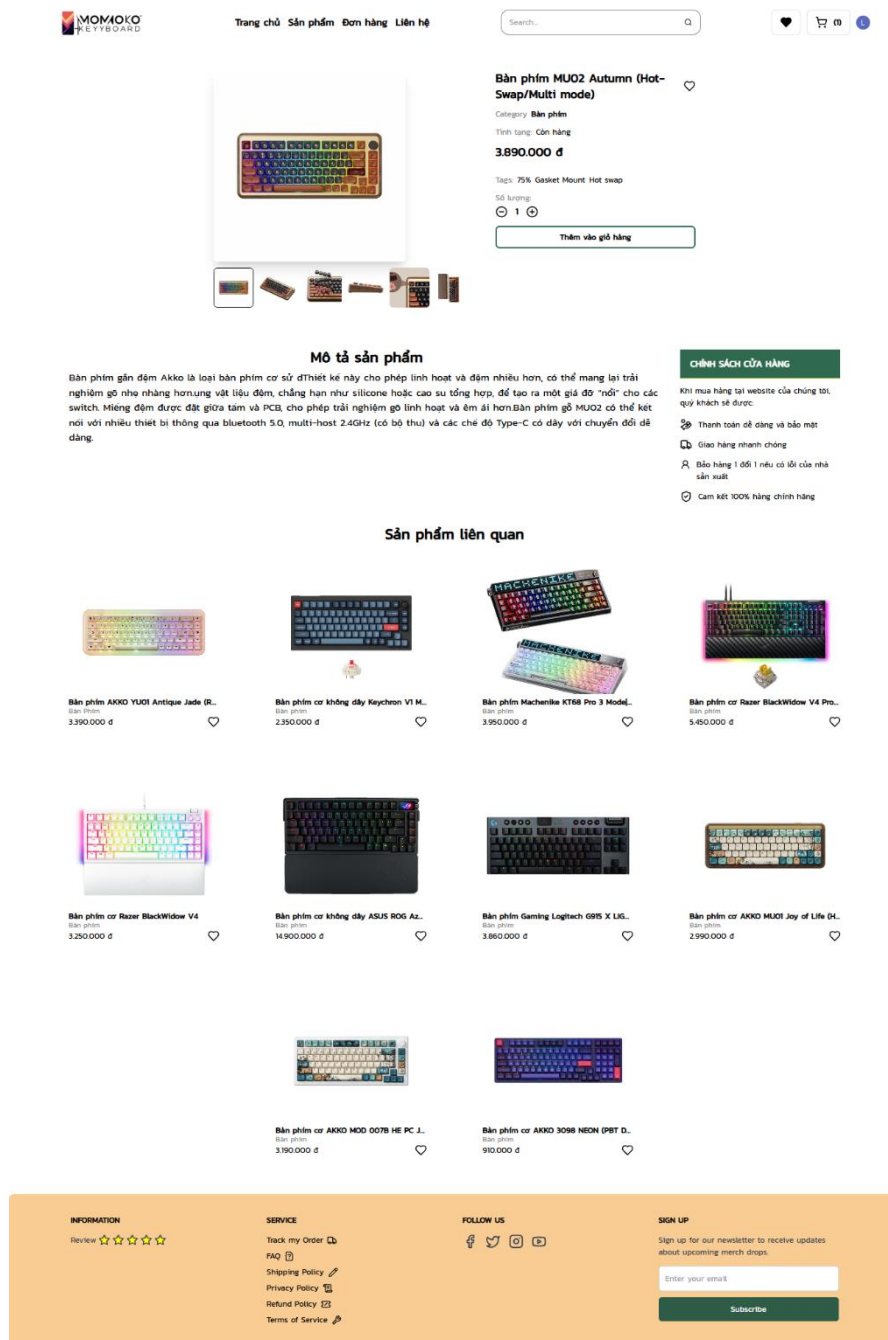 MOMOKO
KEYYBOARD
Trang chủ Sản phẩm Đơn hàng Liên hệ
Search..
(1)
L
Bàn phím MU02 Autumn (Hot-
Swap/Multi mode)
Category: Bàn phím
Tình tạng: Còn hàng
3.890.000 đ
Tags: 75% Gasket Mount Hot swap
Số lượng:
1
Thêm vào giỏ hàng
Mô tả sản phẩm
Bàn phím gắn đệm Akko là loại bàn phím cơ sử dThiết kế này cho phép linh hoạt và đệm nhiều hơn, có thể mang lại trải
nghiệm gõ nhẹ nhàng hơn.ụng vật liệu đệm, chẳng hạn như silicone hoặc cao su tổng hợp, để tạo ra một giá đỡ "nổi" cho các
switch. Miếng đệm được đặt giữa tấm và PCB, cho phép trải nghiệm gõ linh hoạt và êm ái hơn.Bàn phím gỗ MU02 có thể kết
nối với nhiều thiết bị thông qua bluetooth 5.0, multi-host 2.4GHz (có bộ thu) và các chế độ Type-C có dây với chuyển đổi dễ
dàng.
CHÍNH SÁCH CỬA HÀNG
Khi mua hàng tại website của chúng tôi,
quý khách sẽ được:
Thanh toán dễ dàng và bảo mật
Giao hàng nhanh chóng
Bảo hàng 1 đổi 1 nếu có lỗi của nhà
sản xuất
Cam kết 100% hàng chính hãng
Sản phẩm liên quan
MACHENIKE
MACHENIKE
Bàn phím AKKO YU01 Antique Jade (R...
Bàn Phím
3.390.000 đ
Bàn phím cơ không dây Keychron V1 M...
Bàn phím
2.350.000 đ
Bàn phím Machenike KT68 Pro 3 Mode|...
Bàn phím
3.950.000 đ
Bàn phím cơ Razer BlackWidow V4 Pro...
Bàn phím
5.450.000 đ
Bàn phím cơ Razer BlackWidow V4
Bàn phím
3.250.000 đ
Bàn phím cơ không dây ASUS ROG Az...
Bàn phím
14.900.000 đ
Bàn phím Gaming Logitech G915 X LIG...
Bàn phím
3.860.000 đ
Bàn phím cơ AKKO MU01 Joy of Life (H...
Bàn phím
2.990.000 đ
Bàn phím cơ AKKO MOD 007B HE PC J...
Bàn phím
3.190.000 đ
Bàn phím cơ AKKO 3098 NEON (PBT D...
Bàn phím
910.000 đ
INFORMATION
Review
SERVICE
Track my Order
FAQ
Shipping Policy
Privacy Policy
Refund Policy
Terms of Service
FOLLOW US
SIGN UP
Sign up for our newsletter to receive updates
about upcoming merch drops.
Enter your email
Subscribe